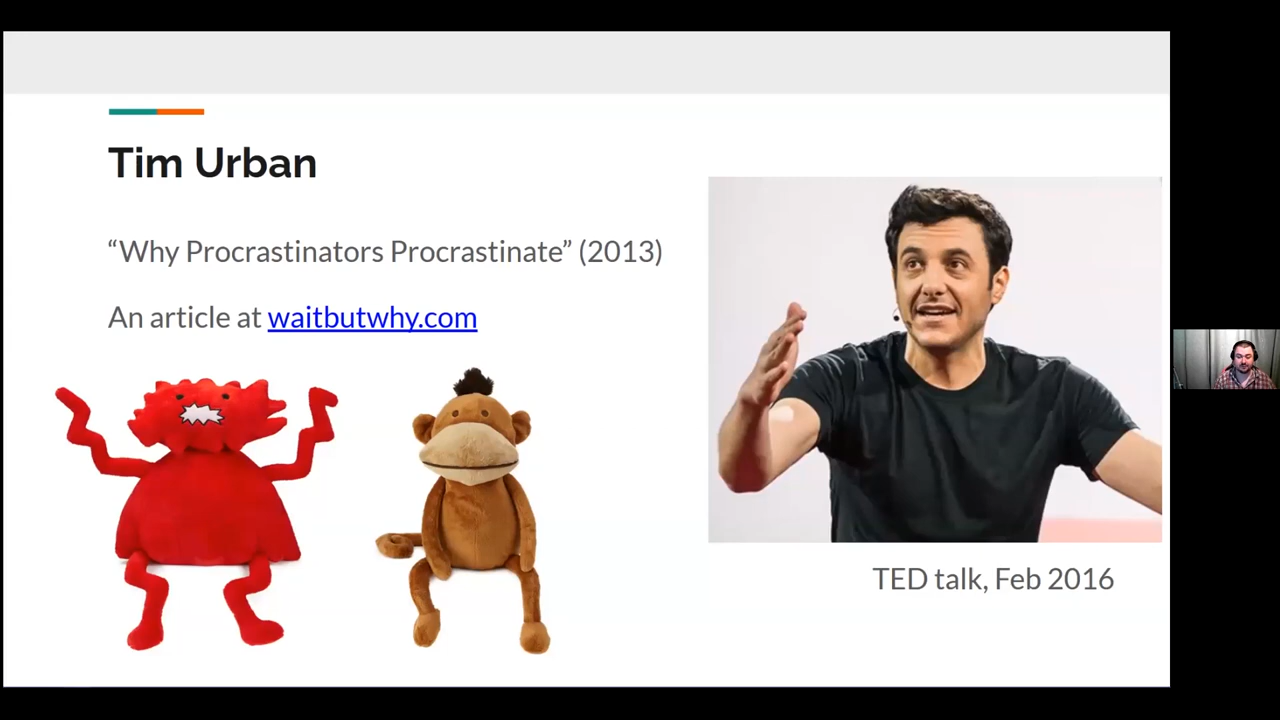 Tim Urban
“Why Procrastinators Procrastinate” (2013)
An article at waitbutwhy.com
TED talk, Feb 2016